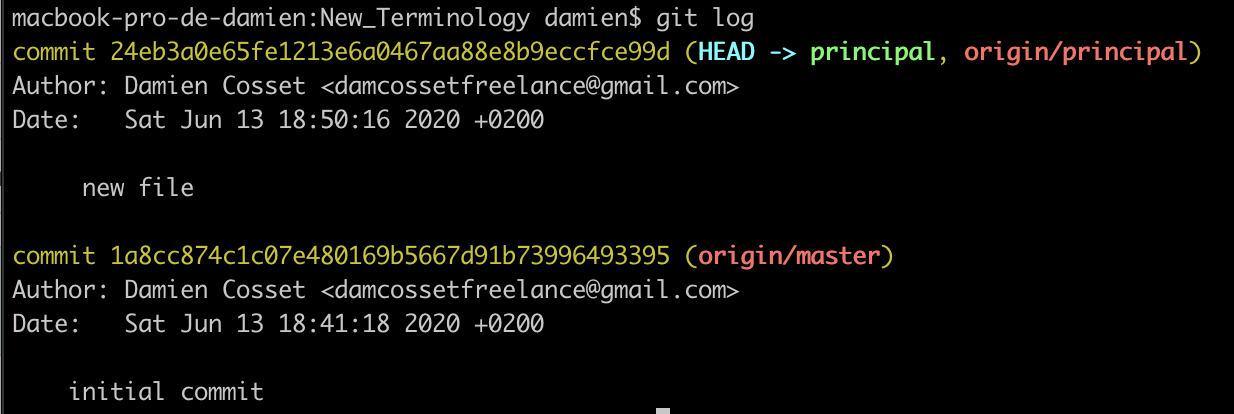 macbook-pro-de-damien:New_Terminology damien$ git log
commit 24eb3a0e65fe1213e6a0467aa88e8b9eccfce99d (HEAD -> principal, origin/principal)
Author: Damien Cosset <damcossetfreelance@gmail.com>
Date:   Sat Jun 13 18:50:16 2020 +0200
new file
commit 1a8cc874c1c07e480169b5667d91b73996493395 (origin/master)
Author: Damien Cosset <damcossetfreelance@gmail.com>
Date:   Sat Jun 13 18:41:18 2020 +0200
initial commit